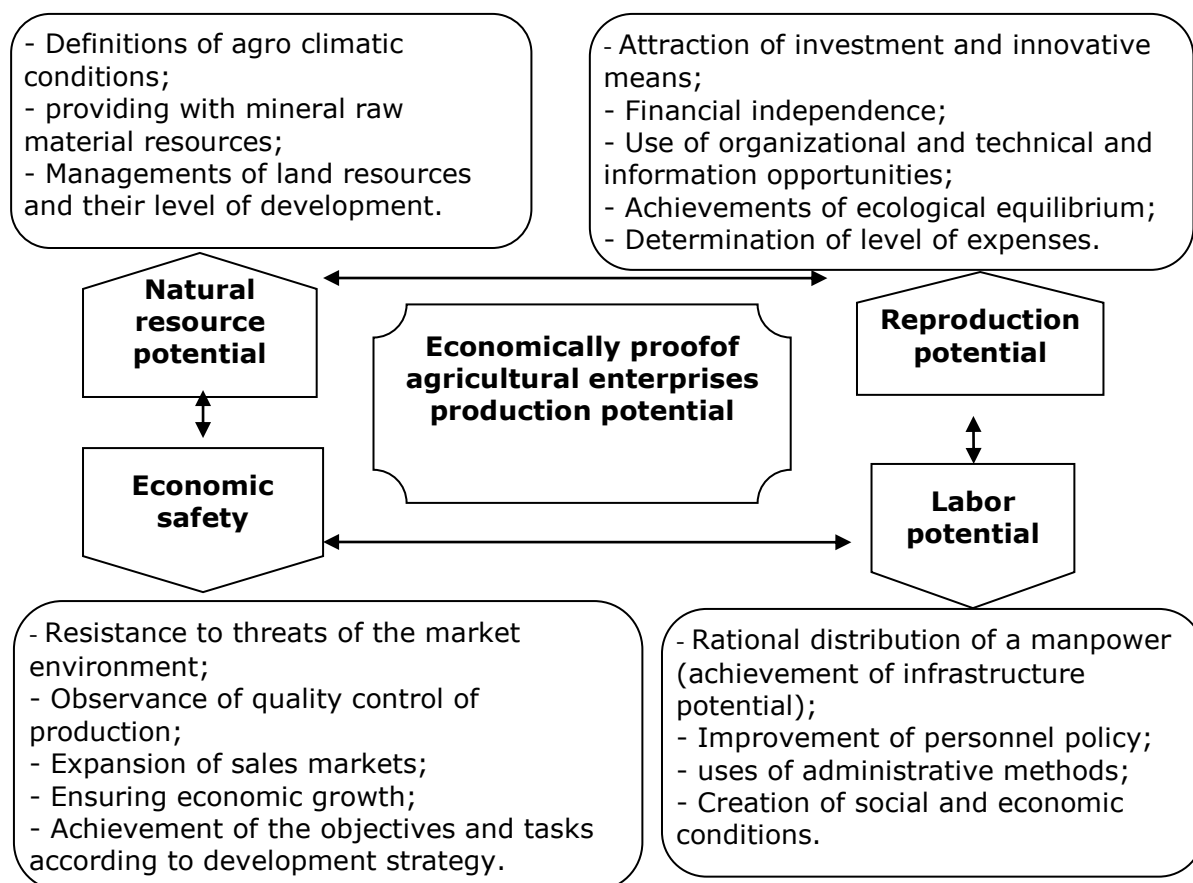 - Definitions of agro climatic
conditions;
- providing with mineral raw
material resources;
- Managements of land resources
and their level of development.
- Attraction of investment and innovative
means;
- Financial independence;
- Use of organizational and technical and
information opportunities;
- Achievements of ecological equilibrium;
- Determination of level of expenses.
Natural
resource
potential
Economically proofof
agricultural enterprises
production potential
Reproduction
potential
Economic
safety
Labor
potential
- Resistance to threats of the market
environment;
- Observance of quality control of
production;
- Expansion of sales markets;
- Ensuring economic growth;
- Achievement of the objectives and tasks
according to development strategy.
- Rational distribution of a manpower
(achievement of infrastructure
potential);
- Improvement of personnel policy;
- uses of administrative methods;
- Creation of social and economic
conditions.